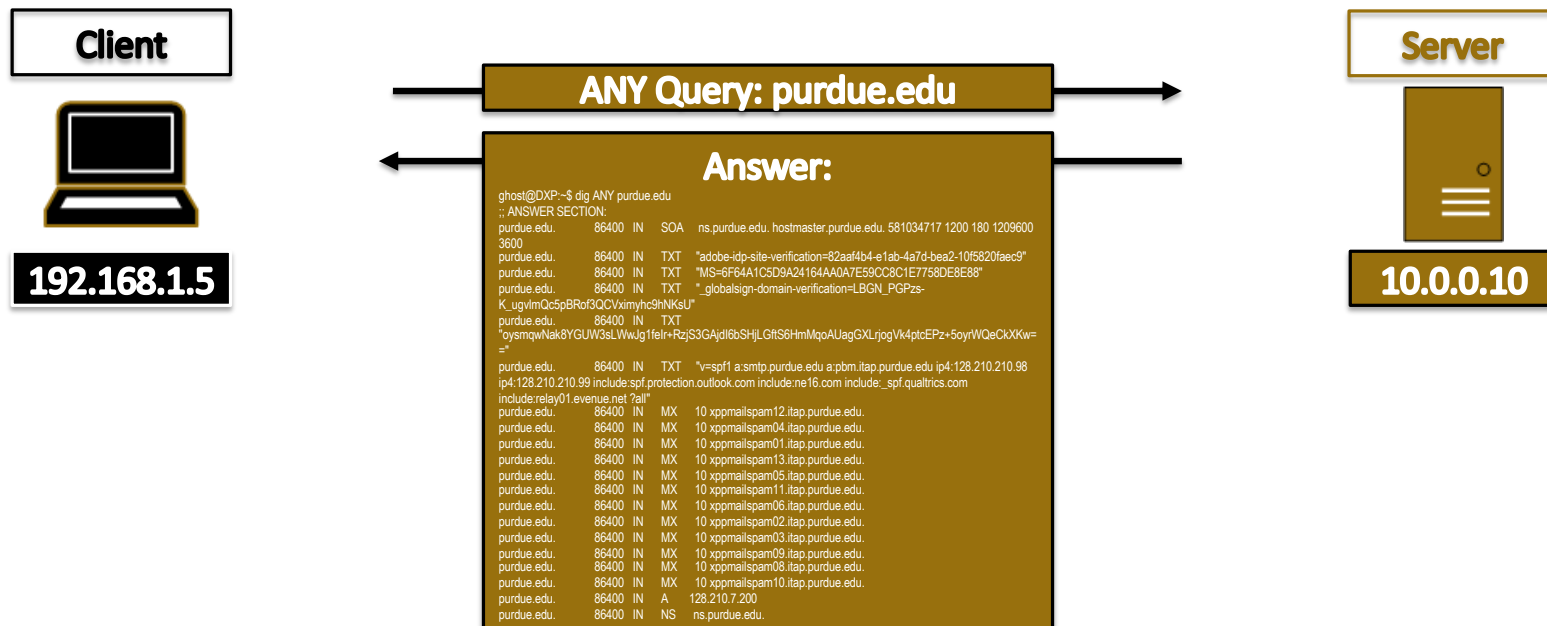 Client
192.168.1.5
ANY Query: purdue.edu
Answer:
ghost@DXP:~$ dig ANY purdue.edu
;; ANSWER SECTION:
purdue.edu. 86400 IN SOA ns.purdue.edu. hostmaster.purdue.edu. 581034717 1200 180 1209600
3600
purdue.edu. 86400 IN TXT "adobe-idp-site-verification=82aaf4b4-e1ab-4a7d-bea2-10f5820faec9"
purdue.edu. 86400 IN TXT "MS=6F64A1C5D9A24164AA0A7E59CC8C1E7758DE8E88"
purdue.edu. 86400 IN TXT "_globalsign-domain-verification=LBGN_PGPzs-
K_ugvlmQc5pBRof3QCVximyhc9hNKsU"
purdue.edu. 86400 IN TXT
"oysmqwNak8YGUW3sLWwJg1feIr+RzjS3GAjdI6bSHjLGftS6HmMqoAUagGXLrjogVk4ptcEPz+5oyrWQeCkXKw=
="
purdue.edu. 86400 IN TXT "v=spf1 a:smtp.purdue.edu a:pbm.itap.purdue.edu ip4:128.210.210.98
ip4:128.210.210.99 include:spf.protection.outlook.com include:ne16.com include:_spf.qualtrics.com
include:relay01.evenue.net ?all"
purdue.edu. 86400 IN MX 10 xppmailspam12.itap.purdue.edu.
purdue.edu. 86400 IN MX 10 xppmailspam04.itap.purdue.edu.
purdue.edu. 86400 IN MX 10 xppmailspam01.itap.purdue.edu.
purdue.edu. 86400 IN MX 10 xppmailspam13.itap.purdue.edu.
purdue.edu. 86400 IN MX 10 xppmailspam05.itap.purdue.edu.
purdue.edu. 86400 IN MX 10 xppmailspam11.itap.purdue.edu.
purdue.edu. 86400 IN MX 10 xppmailspam06.itap.purdue.edu.
purdue.edu. 86400 IN MX 10 xppmailspam02.itap.purdue.edu.
purdue.edu. 86400 IN MX 10 xppmailspam03.itap.purdue.edu.
purdue.edu. 86400 IN MX 10 xppmailspam09.itap.purdue.edu.
purdue.edu. 86400 IN MX 10 xppmailspam08.itap.purdue.edu.
purdue.edu. 86400 IN MX 10 xppmailspam10.itap.purdue.edu.
purdue.edu. 86400 IN A 128.210.7.200
purdue.edu. 86400 IN NS ns.purdue.edu.
Server
10.0.0.10